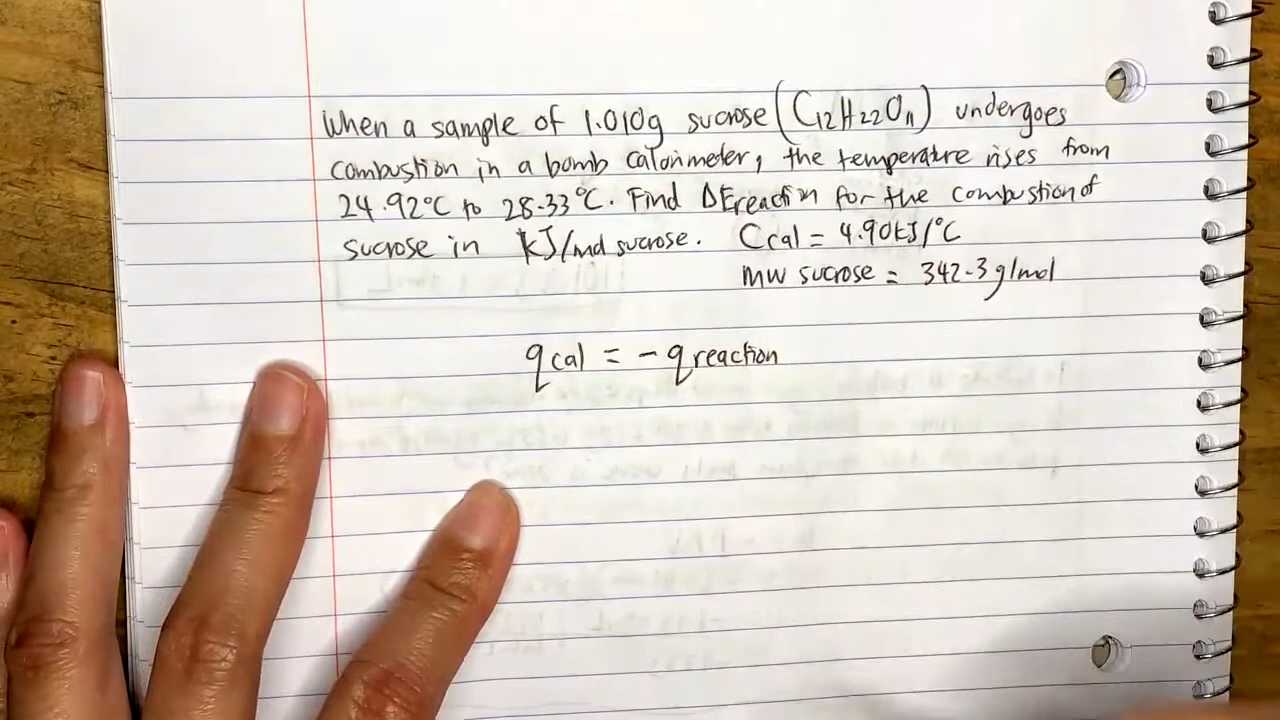 When a sample of 1.010g sucrose (C12H22O11) undergoes
combustion in a bomb calorimeter, the temperature rises from
24.92°C to 28.33°C. Find ΔEreaction for the combustion of
sucrose in kJ/mol sucrose. Ccal = 4.90kJ/°C
mw sucrose = 342.3g/mol
qcal = -qreaction